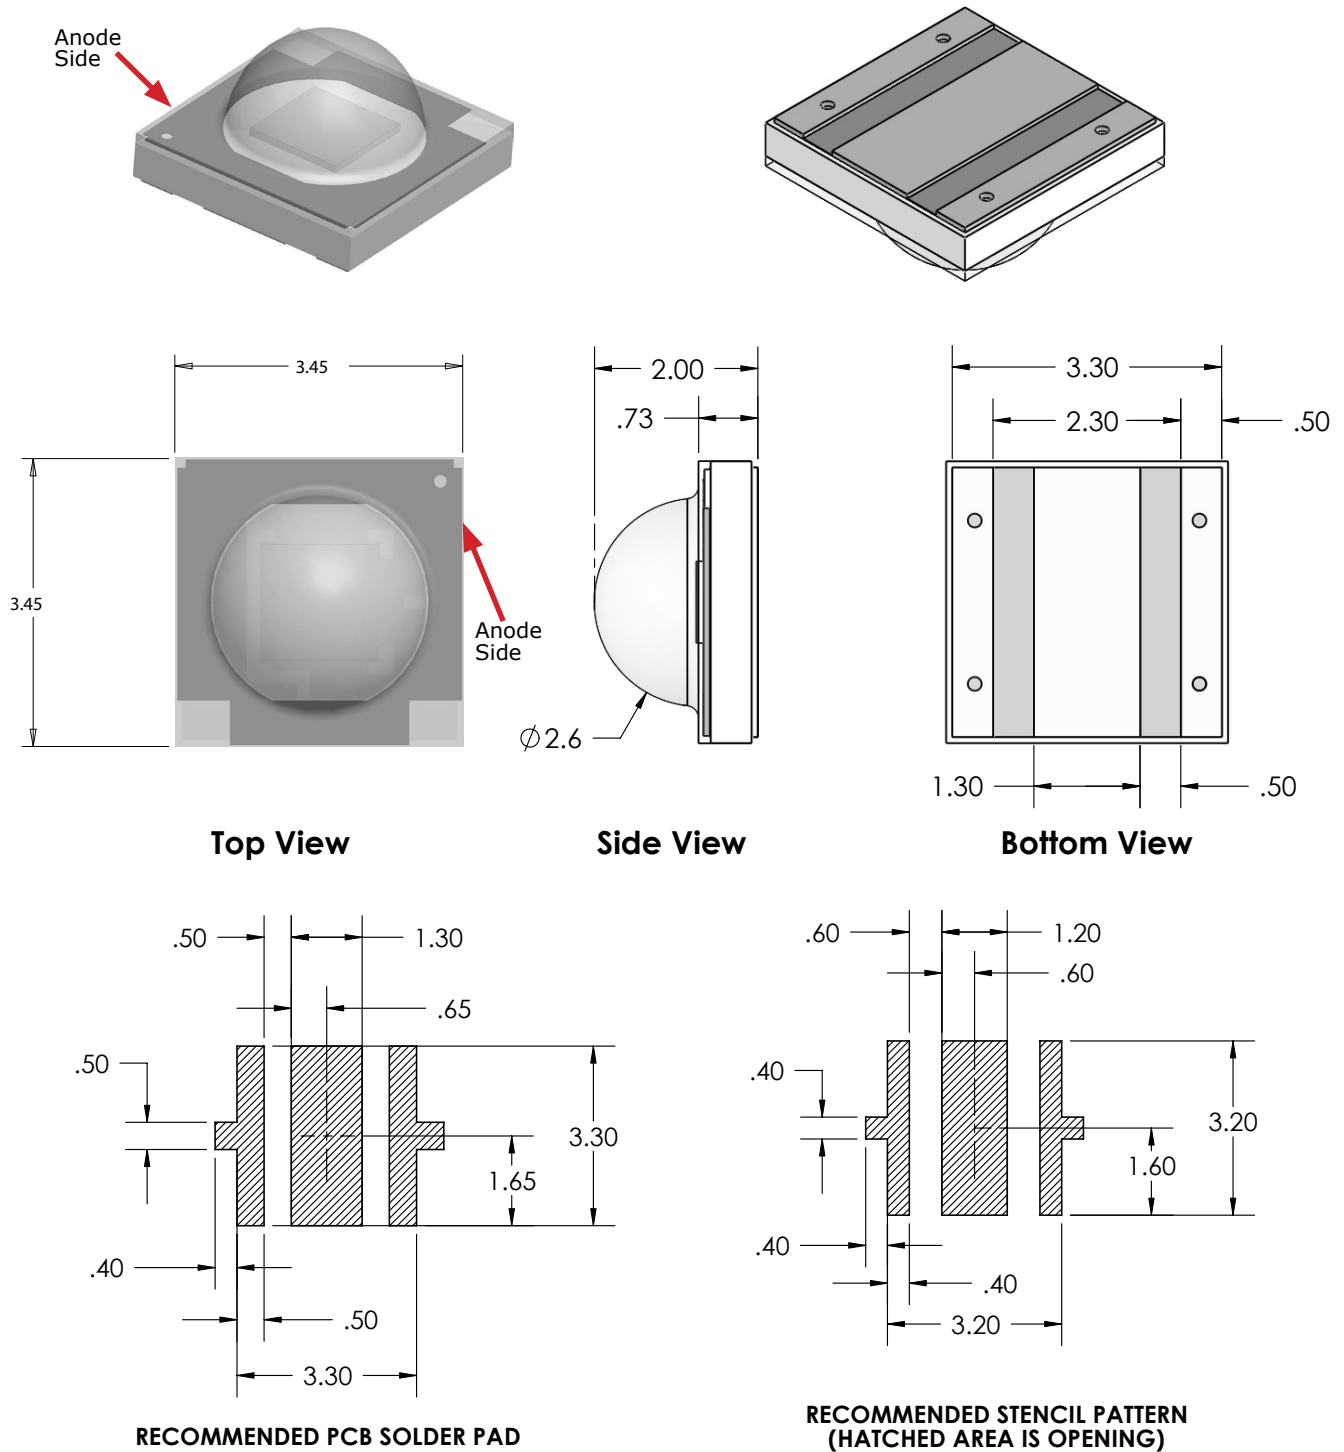 Anode
Side
3.45
3.45
Anode
Side
2.00
.73
Ø2.6
3.30
2.30
.50
1.30
.50
Top View
Side View
Bottom View
.50
1.30
.65
.50
3.30
1.65
.40
.50
3.30
RECOMMENDED PCB SOLDER PAD
.60
1.20
.60
.40
3.20
1.60
.40
.40
3.20
RECOMMENDED STENCIL PATTERN
(HATCHED AREA IS OPENING)